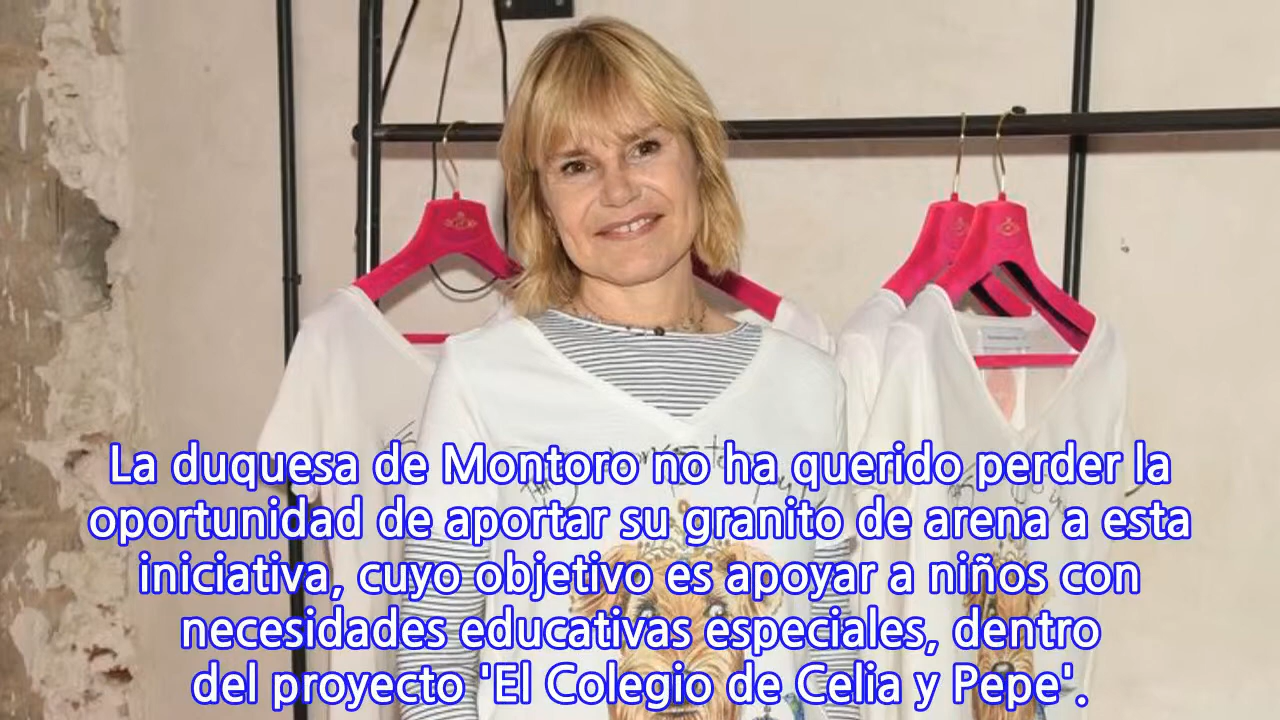 La duquesa de Montoro no ha querido perder la
oportunidad de aportar su granito de arena a esta
iniciativa, cuyo objetivo es apoyar a niños con
necesidades educativas especiales, dentro
del proyecto 'El Colegio de Celia y Pepe'.